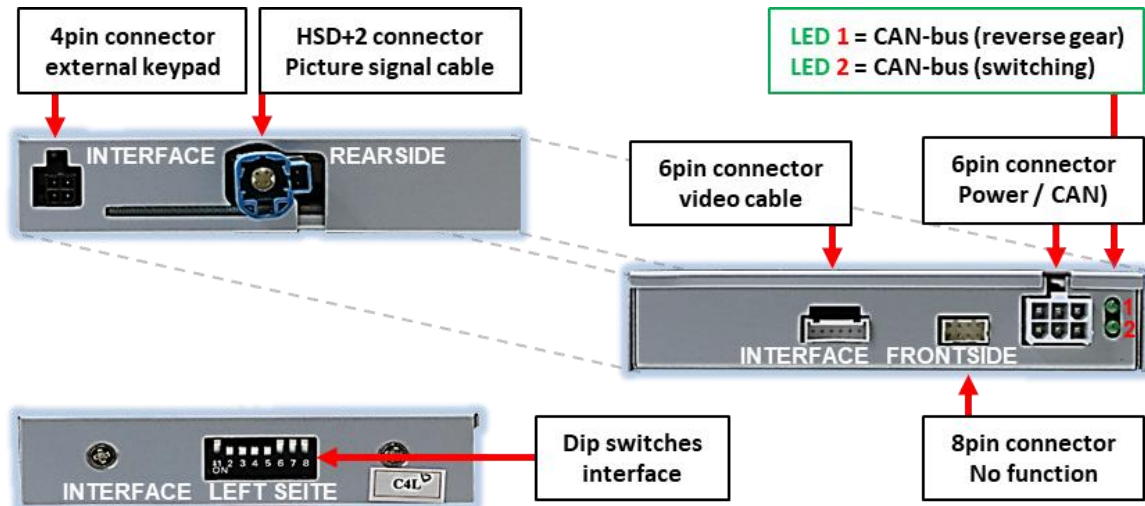 4pin connector
external keypad
HSD+2 connector
Picture signal cable
LED 1 = CAN-bus (reverse gear)
LED 2 = CAN-bus (switching)
INTERFACE REARSIDE
6pin connector
video cable
6pin connector
Power / CAN)
1
2
INTERFACE FRONTSIDE
1 2 3 4 5 6 7 8
ON
INTERFACE LEFT SEITE
C4L
Dip switches
interface
8pin connector
No function